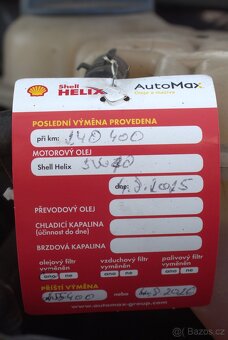 Shell HELIX
AutoMax
POSLEDNÍ VÝMĚNA PROVEDENA
při km: 140 400
MOTOROVÝ OLEJ
Shell Helix
dne:
PŘEVODOVÝ OLEJ
CHLADICÍ KAPALINA
(účinnost do dne)
BRZDOVÁ KAPALINA
olejový filtr vzduchový filtr palivový filtr
vyměněn vyměněn vyměněn
ano ne ano ne ano ne
PŘÍŠTÍ VÝMĚNA
nebo
www.automax-group.com
bazos.cz